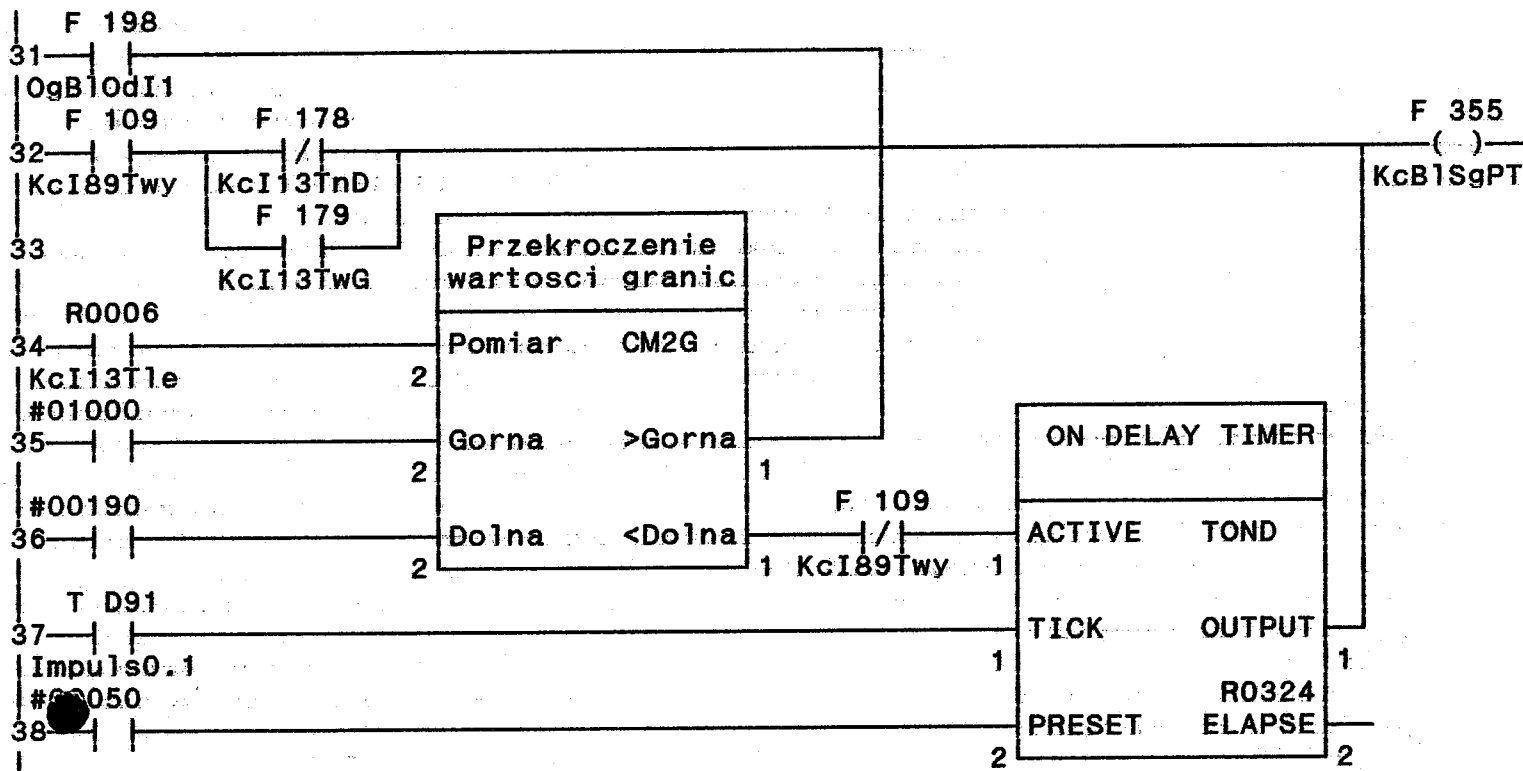 F 198
31
OgBlOdI1
F 109 F 178 F 355
32 ( )
KcI89Twy KcI13TnD KcBlSgPT
F 179
33
KcI13TwG
Przekroczenie
wartosci granic
R0006
34 Pomiar CM2G
KcI13Tle 2
#01000
35 Gorna >Gorna
2 1
ON DELAY TIMER
#00190 F 109
36 Dolna <Dolna ACTIVE TOND
2 1 KcI89Twy 1
T D91
37 TICK OUTPUT
Impuls0.1 1 1
R0324
38 PRESET ELAPSE
2 2